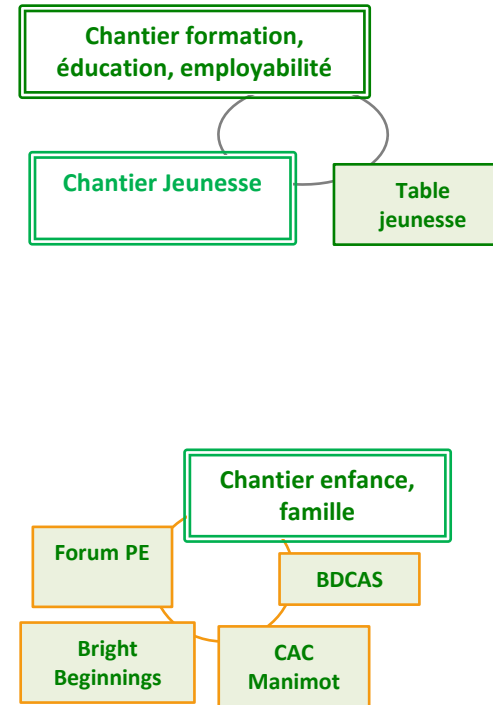 Chantier formation,
éducation, employabilité
Chantier Jeunesse
Table
jeunesse
Chantier enfance,
famille
Forum PE
BDCAS
Bright
Beginnings
CAC
Manimot